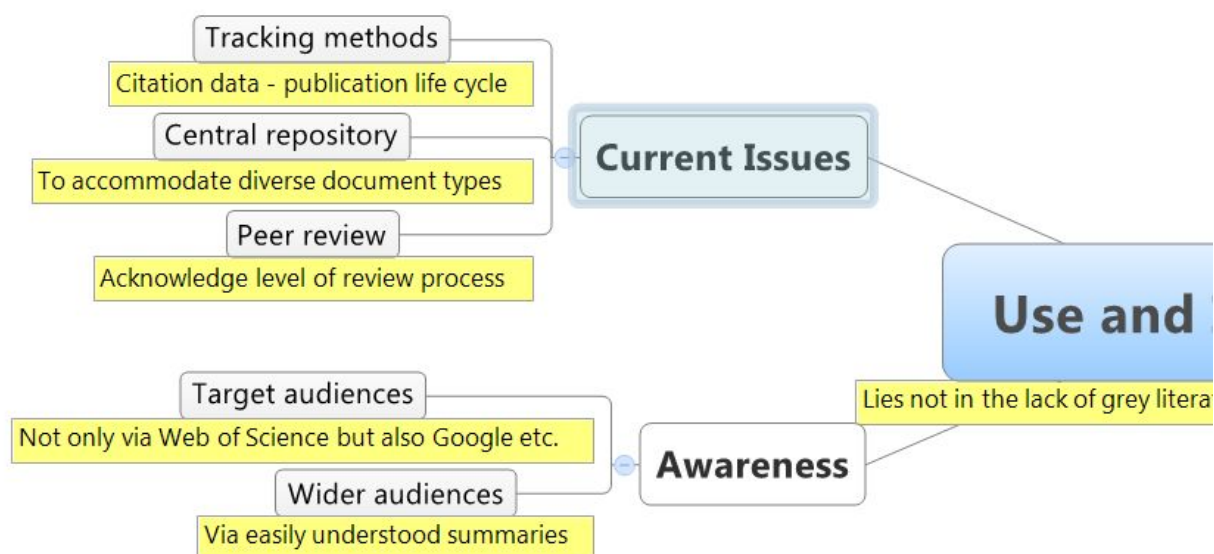 Tracking methods
Citation data - publication life cycle
Central repository
To accommodate diverse document types
Peer review
Acknowledge level of review process
Current Issues
Use and
Lies not in the lack of grey
Target audiences
Not only via Web of Science but also Google etc.
Wider audiences
Via easily understood summaries
Awareness